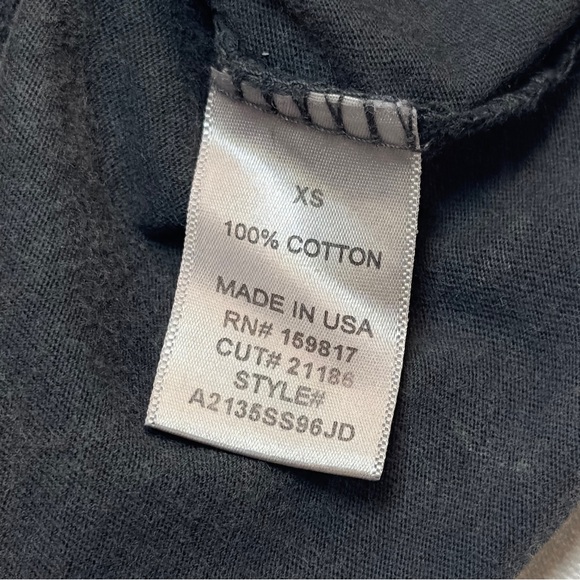 XS
100% COTTON
MADE IN USA
RN# 159817
CUT# 21186
STYLE#
A2135SS96JD